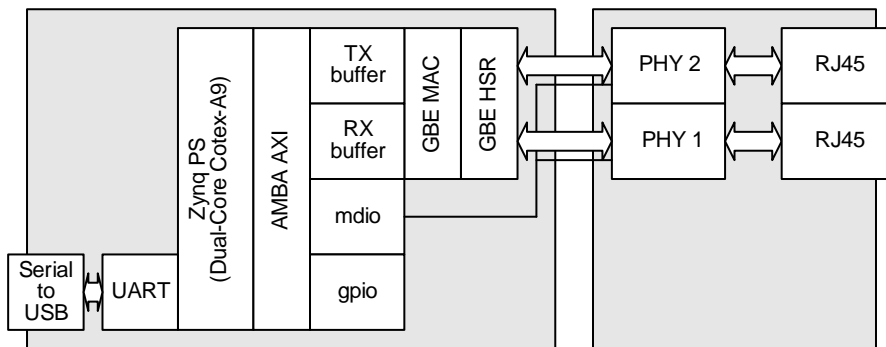 Zynq PS
(Dual-Core Cotex-A9)
AMBA AXI
TX
buffer
RX
buffer
mdio
gpio
GBE MAC
GBE HSR
PHY 2
PHY 1
RJ45
RJ45
Serial
to
USB
UART